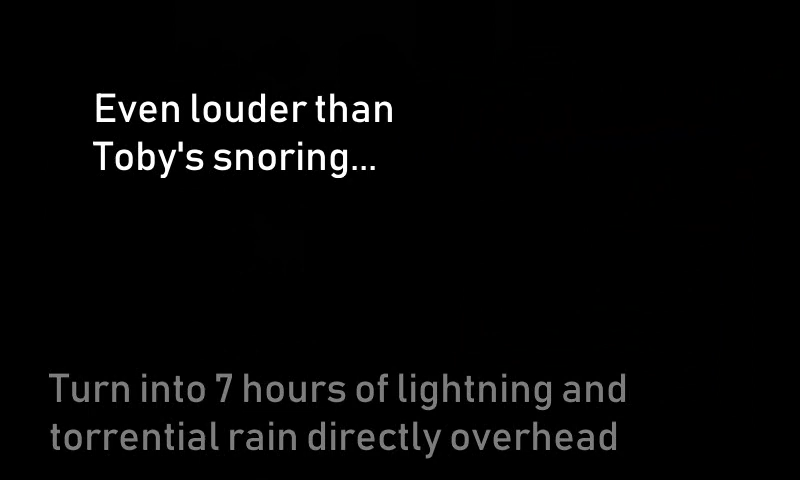 Even louder than
Toby's snoring...
Turn into 7 hours of lightning and
torrential rain directly overhead